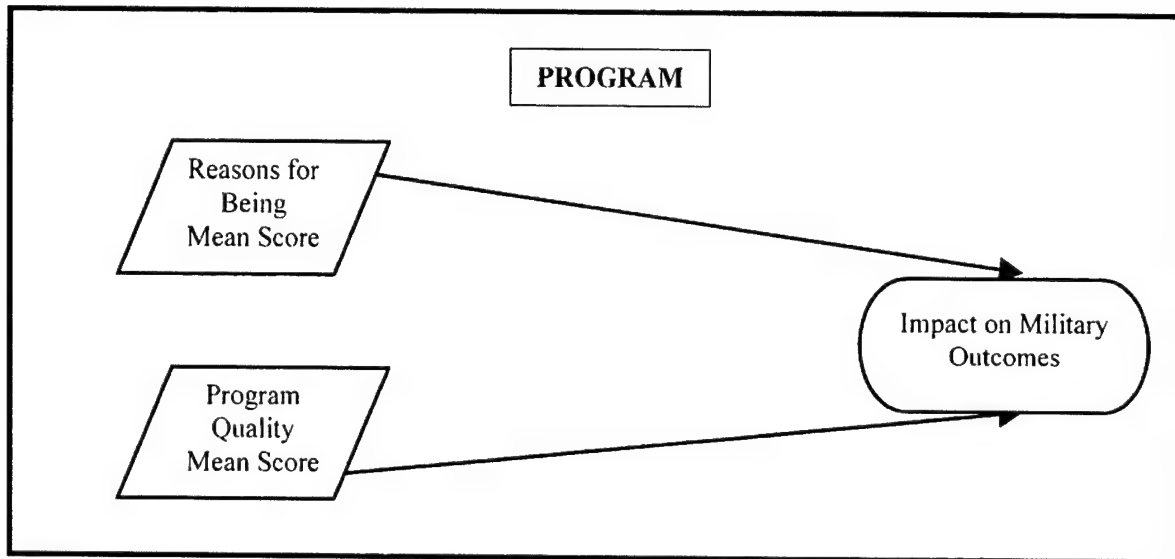 PROGRAM
Reasons for
Being
Mean Score
Impact on Military
Outcomes
Program
Quality
Mean Score